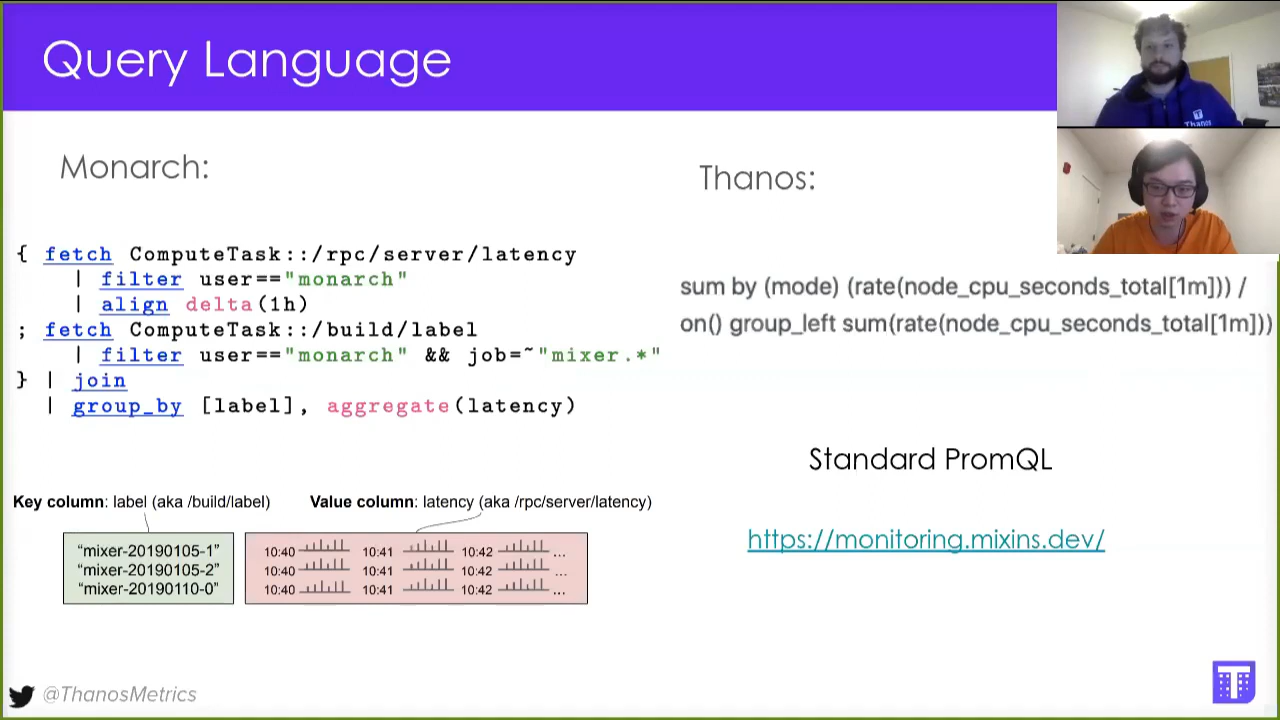 Query Language
Monarch:
{ fetch ComputeTask::/rpc/server/latency
| filter user=="monarch"
| align delta(1h)
; fetch ComputeTask::/build/label
| filter user=="monarch" && job=~"mixer.*"
} | join
| group_by [label], aggregate(latency)
Key column: label (aka /build/label)
Value column: latency (aka /rpc/server/latency)
"mixer-20190105-1"
"mixer-20190105-2"
"mixer-20190110-0"
10:40 10:41 10:42 ...
10:40 10:41 10:42 ...
10:40 10:41 10:42 ...
Thanos:
sum by (mode) (rate(node_cpu_seconds_total[1m])) /
on() group_left sum(rate(node_cpu_seconds_total[1m]))
Standard PromQL
https://monitoring.mixins.dev/
@ThanosMetrics
T
Thanos